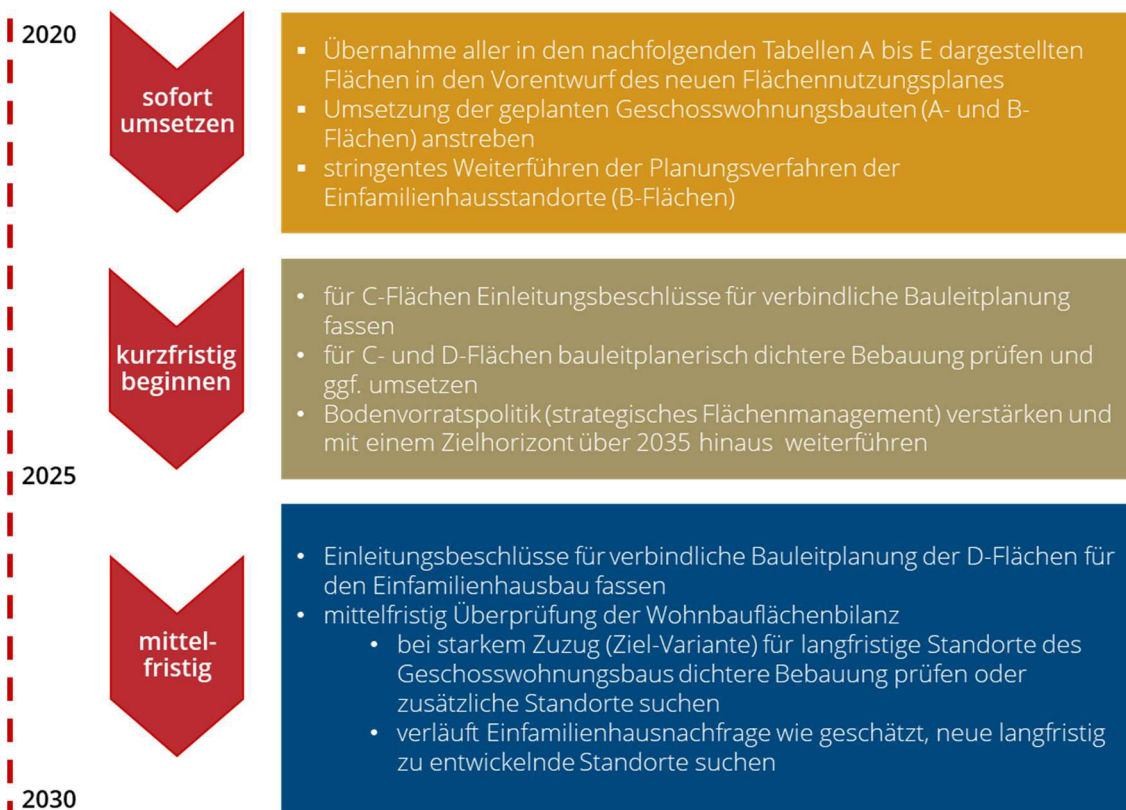 2020
sofort
umsetzen
▪ Übernahme aller in den nachfolgenden Tabellen A bis E dargestellten
Flächen in den Vorentwurf des neuen Flächennutzungsplanes
▪ Umsetzung der geplanten Geschosswohnungsbauten (A- und B-
Flächen) anstreben
▪ stringentes Weiterführen der Planungsverfahren der
Einfamilienhausstandorte (B-Flächen)
kurzfristig
beginnen
• für C-Flächen Einleitungsbeschlüsse für verbindliche Bauleitplanung
fassen
• für C- und D-Flächen bauleitplanerisch dichtere Bebauung prüfen und
ggf. umsetzen
• Bodenvorratspolitik (strategisches Flächenmanagement) verstärken und
mit einem Zielhorizont über 2035 hinaus weiterführen
2025
mittel-
fristig
• Einleitungsbeschlüsse für verbindliche Bauleitplanung der D-Flächen für
den Einfamilienhausbau fassen
• mittelfristig Überprüfung der Wohnbauflächenbilanz
• bei starkem Zuzug (Ziel-Variante) für langfristige Standorte des
Geschosswohnungsbaus dichtere Bebauung prüfen oder
zusätzliche Standorte suchen
• verläuft Einfamilienhausnachfrage wie geschätzt, neue langfristig
zu entwickelnde Standorte suchen
2030